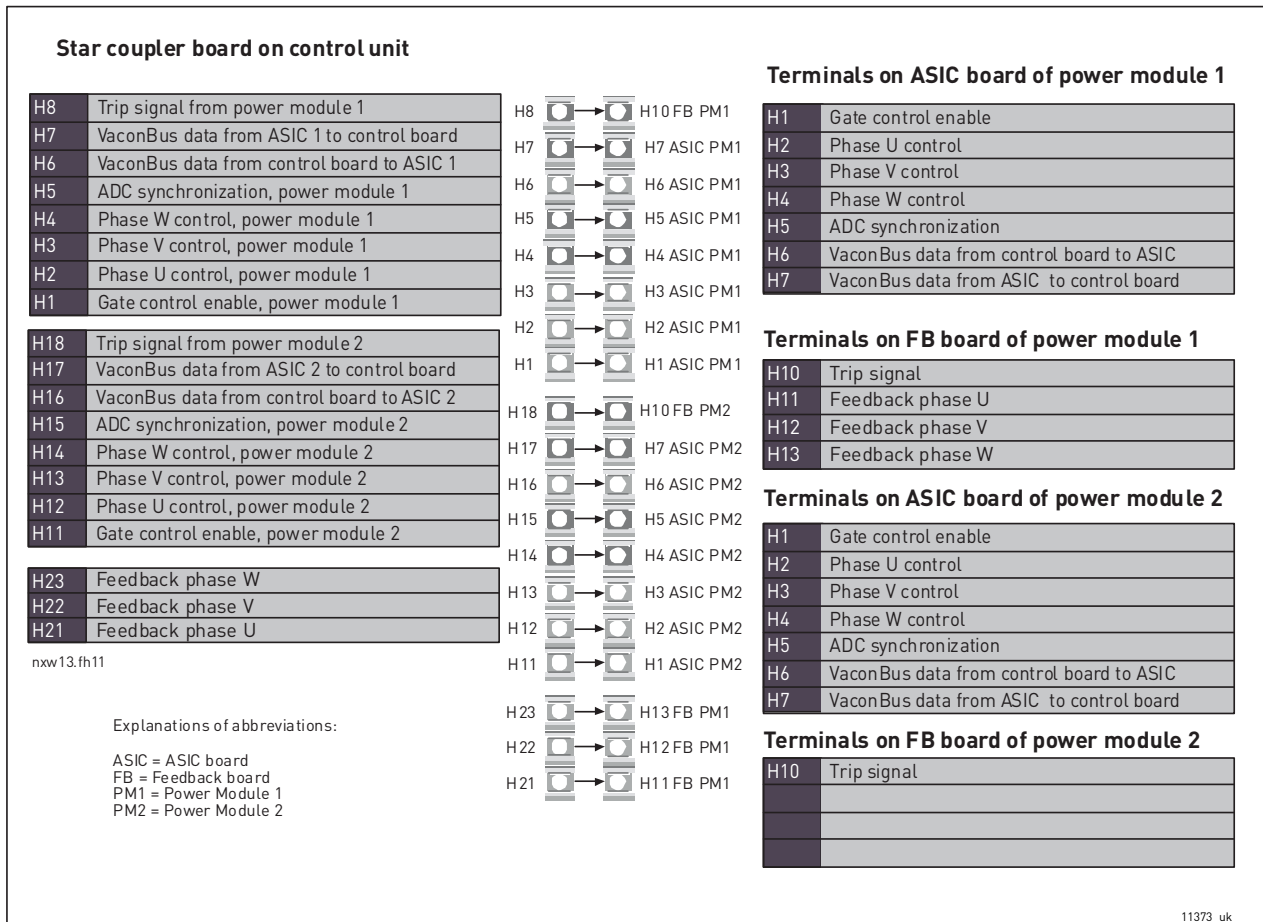 Star coupler board on control unit
H8 Trip signal from power module 1
H7 VaconBus data from ASIC 1 to control board
H6 VaconBus data from control board to ASIC 1
H5 ADC synchronization, power module 1
H4 Phase W control, power module 1
H3 Phase V control, power module 1
H2 Phase U control, power module 1
H1 Gate control enable, power module 1
H18 Trip signal from power module 2
H17 VaconBus data from ASIC 2 to control board
H16 VaconBus data from control board to ASIC 2
H15 ADC synchronization, power module 2
H14 Phase W control, power module 2
H13 Phase V control, power module 2
H12 Phase U control, power module 2
H11 Gate control enable, power module 2
H23 Feedback phase W
H22 Feedback phase V
H21 Feedback phase U
nxw13.fh11
Explanations of abbreviations:
ASIC = ASIC board
FB = Feedback board
PM1 = Power Module 1
PM2 = Power Module 2
H8 H10 FB PM1
H7 H7 ASIC PM1
H6 H6 ASIC PM1
H5 H5 ASIC PM1
H4 H4 ASIC PM1
H3 H3 ASIC PM1
H2 H2 ASIC PM1
H1 H1 ASIC PM1
H18 H10 FB PM2
H17 H7 ASIC PM2
H16 H6 ASIC PM2
H15 H5 ASIC PM2
H14 H4 ASIC PM2
H13 H3 ASIC PM2
H12 H2 ASIC PM2
H11 H1 ASIC PM2
H23 H13 FB PM1
H22 H12 FB PM1
H21 H11 FB PM1
Terminals on ASIC board of power module 1
H1 Gate control enable
H2 Phase U control
H3 Phase V control
H4 Phase W control
H5 ADC synchronization
H6 VaconBus data from control board to ASIC
H7 VaconBus data from ASIC to control board
Terminals on FB board of power module 1
H10 Trip signal
H11 Feedback phase U
H12 Feedback phase V
H13 Feedback phase W
Terminals on ASIC board of power module 2
H1 Gate control enable
H2 Phase U control
H3 Phase V control
H4 Phase W control
H5 ADC synchronization
H6 VaconBus data from control board to ASIC
H7 VaconBus data from ASIC to control board
Terminals on FB board of power module 2
H10 Trip signal
11373_uk